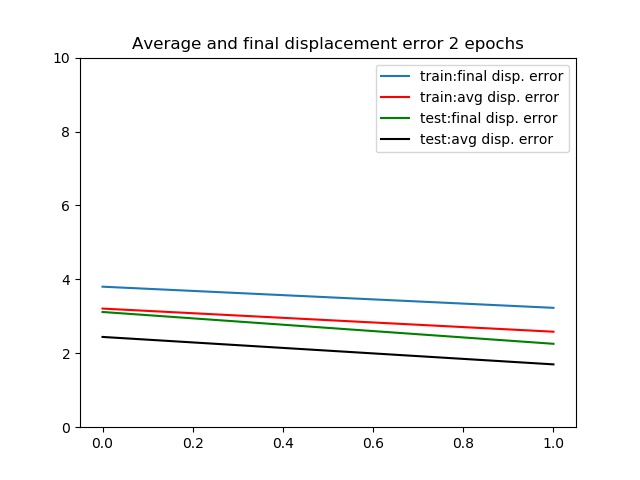 Average and final displacement error 2 epochs
train:final disp. error
train:avg disp. error
test:final disp. error
test:avg disp. error
10
8
6
4
2
0
0.0 0.2 0.4 0.6 0.8 1.0